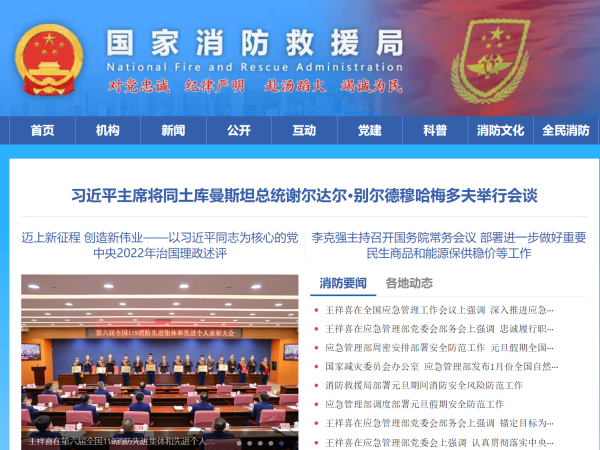 国家消防救援局
National Fire and Rescue Administration
对党忠诚 纪律严明 赴汤蹈火 竭诚为民
首页 机构 新闻 公开 互动 党建 科普 消防文化 全民消防
习近平主席将同土库曼斯坦总统谢尔达尔·别尔德穆哈梅多夫举行会谈
迈上新征程 创造新伟业——以习近平同志为核心的党
中央2022年治国理政述评
李克强主持召开国务院常务会议 部署进一步做好重要
民生商品和能源保供稳价等工作
第六届全国119消防先进集体和先进个人表彰大会
王祥喜在第六届全国119消防先进集体和先进个人...
消防要闻 各地动态
王祥喜在全国应急管理工作会议上强调 深入推进应急···
王祥喜在应急管理部党委会部务会上强调 忠诚履行职···
应急管理部周密安排部署安全防范工作 元旦假期全国···
国家减灾委员会办公室 应急管理部发布1月份全国自然···
消防救援局部署元旦期间消防安全风险防范工作
应急管理部调度部署元旦假期安全防范工作
王祥喜在应急管理部党委会部务会上强调 锚定目标为···
王祥喜在应急管理部党委会部务会上强调 认真贯彻落实中央···